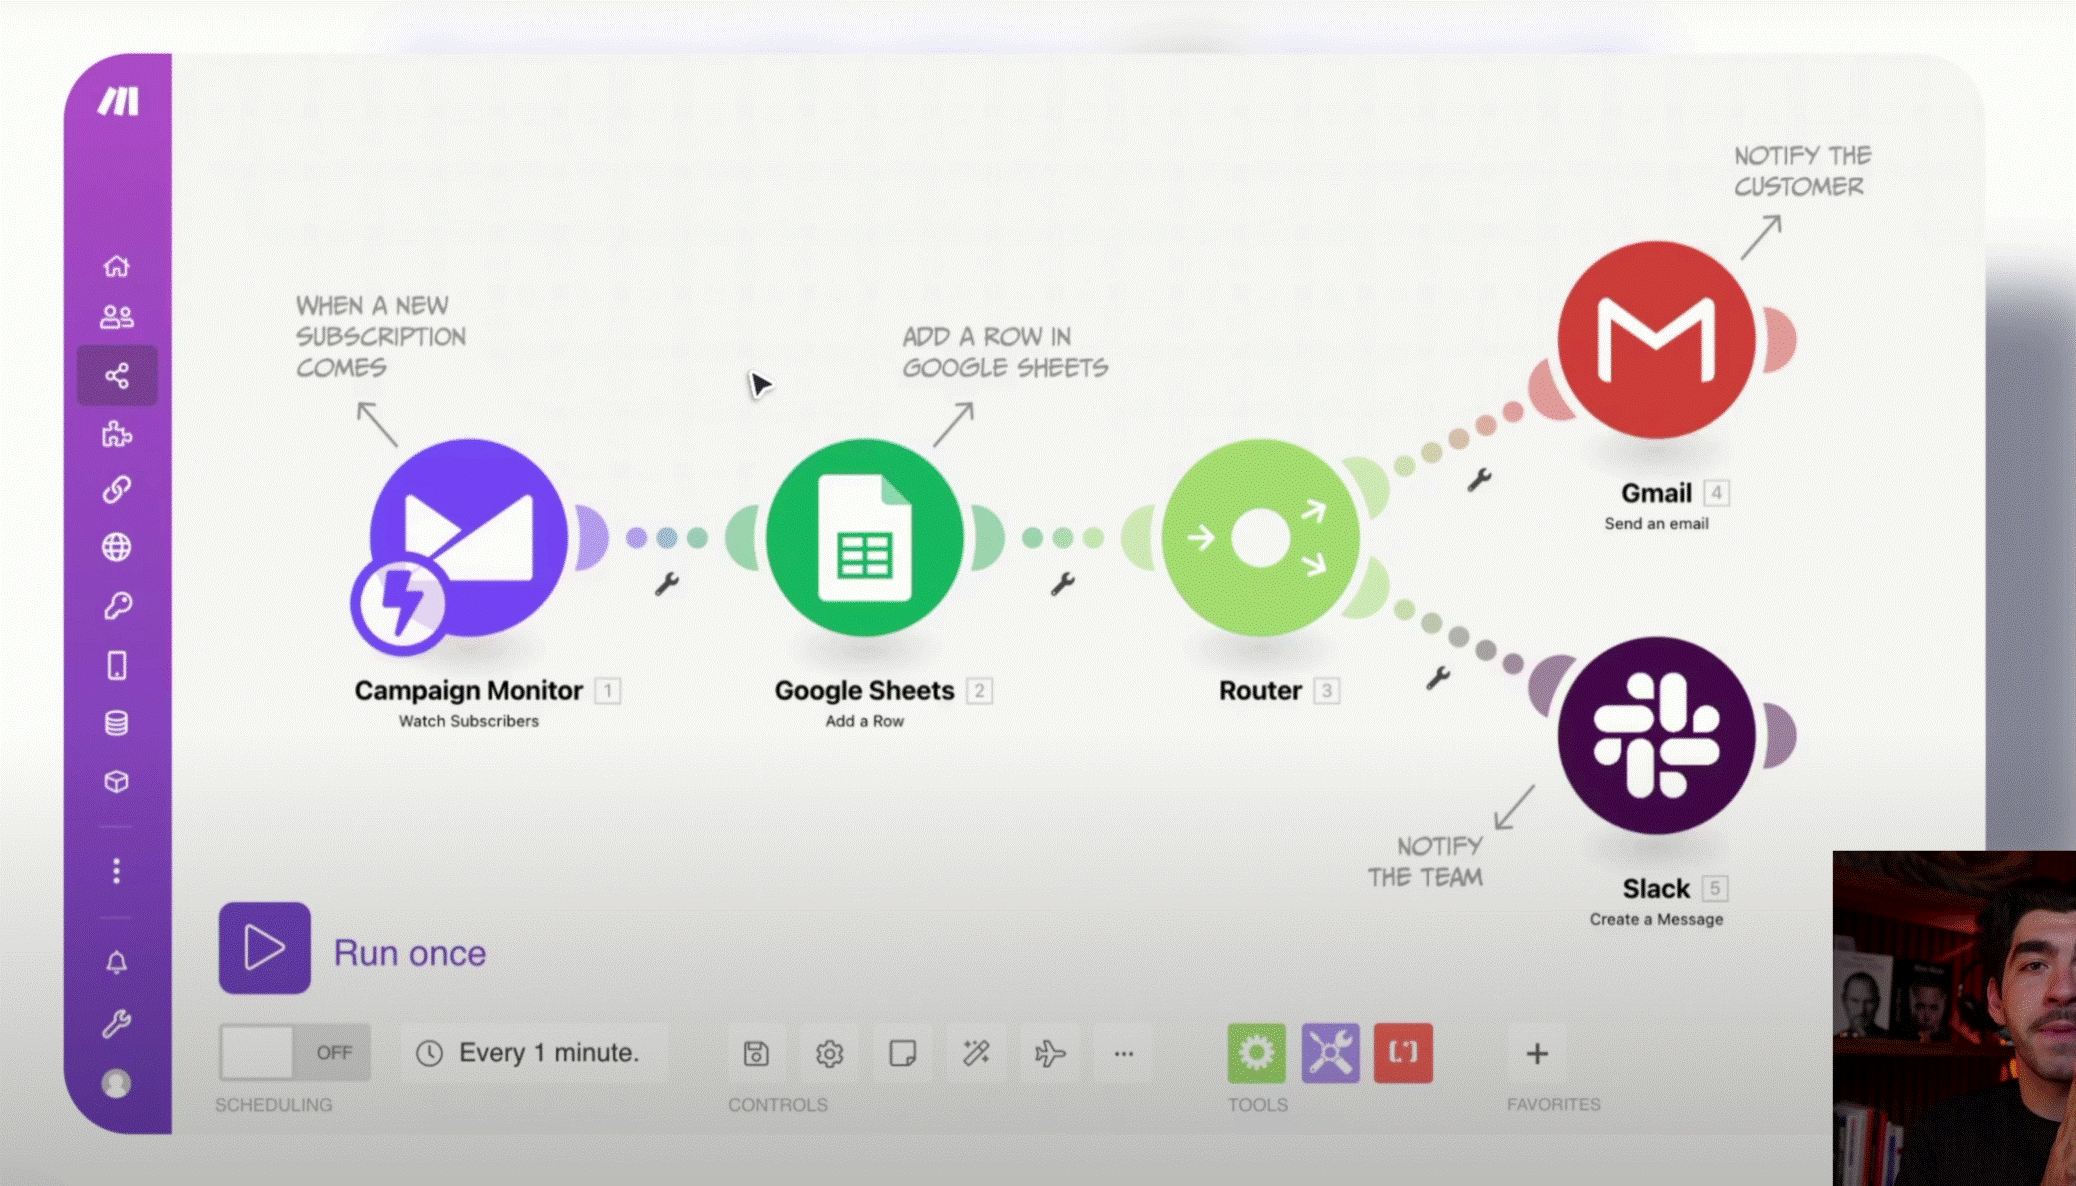 NOTIFY THE
CUSTOMER
WHEN A NEW
SUBSCRIPTION
COMES
ADD A ROW IN
GOOGLE SHEETS
Gmail 4
Send an email
Campaign Monitor 1
Watch Subscribers
Google Sheets 2
Add a Row
Router 3
NOTIFY
THE TEAM
Slack 5
Create a Message
Run once
OFF
Every 1 minute.
SCHEDULING
CONTROLS
TOOLS
FAVORITES